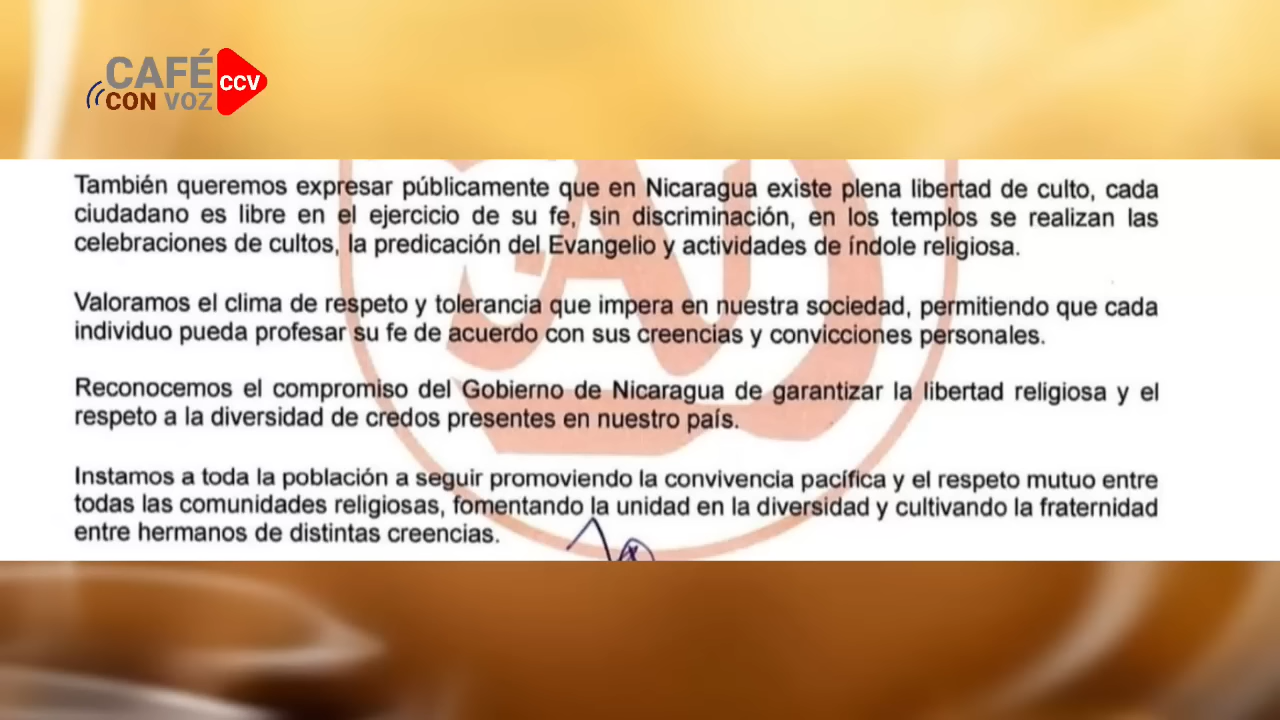 CAFÉ
CON VOZ
CCV
También queremos expresar públicamente que en Nicaragua existe plena libertad de culto, cada
ciudadano es libre en el ejercicio de su fe, sin discriminación, en los templos se realizan las
celebraciones de cultos, la predicación del Evangelio y actividades de índole religiosa.
Valoramos el clima de respeto y tolerancia que impera en nuestra sociedad, permitiendo que cada
individuo pueda profesar su fe de acuerdo con sus creencias y convicciones personales.
Reconocemos el compromiso del Gobierno de Nicaragua de garantizar la libertad religiosa y el
respeto a la diversidad de credos presentes en nuestro país.
Instamos a toda la población a seguir promoviendo la convivencia pacífica y el respeto mutuo entre
todas las comunidades religiosas, fomentando la unidad en la diversidad y cultivando la fraternidad
entre hermanos de distintas creencias.